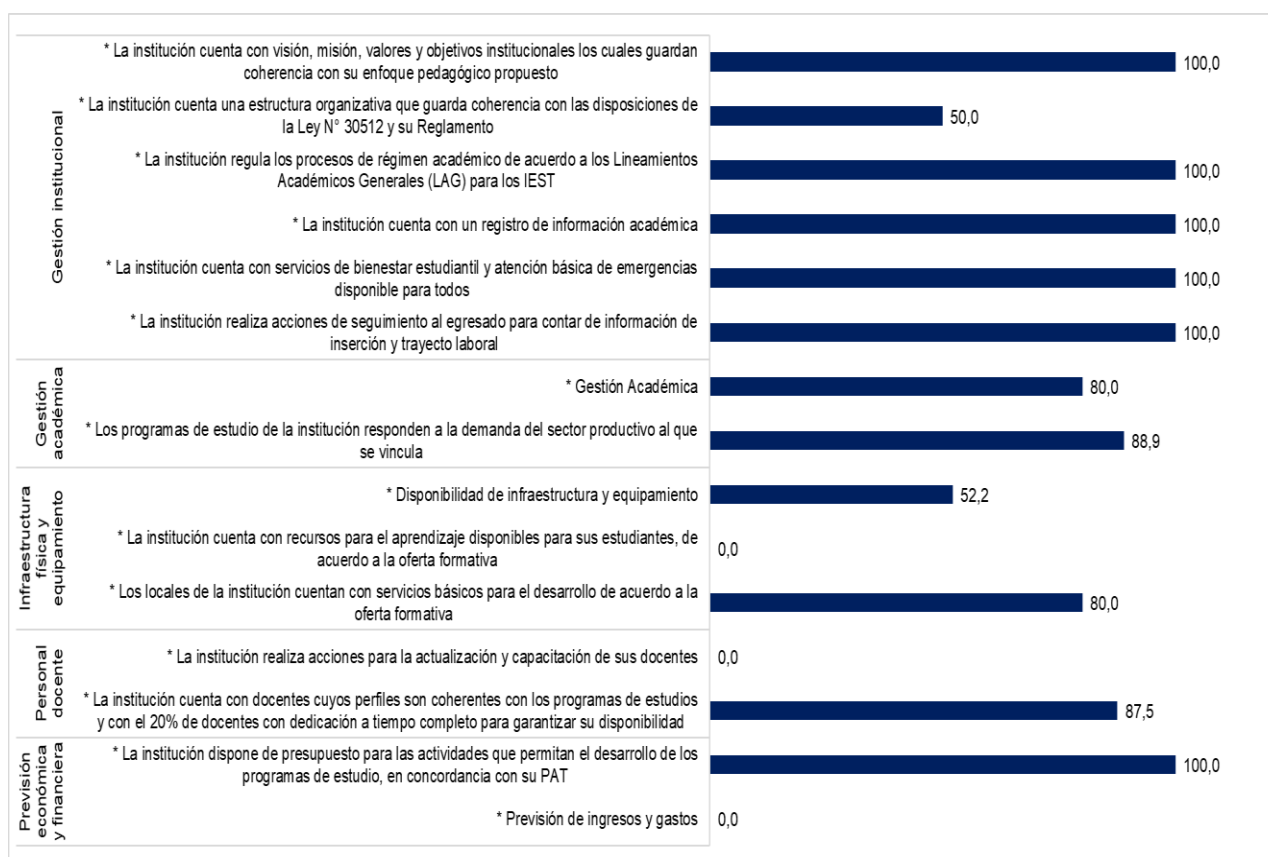 Gestión institucional
* La institución cuenta con visión, misión, valores y objetivos institucionales los cuales guardan
coherencia con su enfoque pedagógico propuesto
100,0
* La institución cuenta una estructura organizativa que guarda coherencia con las disposiciones de
la Ley N° 30512 y su Reglamento
50,0
* La institución regula los procesos de régimen académico de acuerdo a los Lineamientos
Académicos Generales (LAG) para los IEST
100,0
* La institución cuenta con un registro de información académica
100,0
* La institución cuenta con servicios de bienestar estudiantil y atención básica de emergencias
disponible para todos
100,0
* La institución realiza acciones de seguimiento al egresado para contar de información de
inserción y trayecto laboral
100,0
Gestión
académica
* Gestión Académica
80,0
* Los programas de estudio de la institución responden a la demanda del sector productivo al que
se vincula
88,9
Infraestructura
física y
equipamiento
* Disponibilidad de infraestructura y equipamiento
52,2
* La institución cuenta con recursos para el aprendizaje disponibles para sus estudiantes, de
acuerdo a la oferta formativa
0,0
* Los locales de la institución cuentan con servicios básicos para el desarrollo de acuerdo a la
oferta formativa
80,0
Personal
docente
* La institución realiza acciones para la actualización y capacitación de sus docentes
0,0
* La institución cuenta con docentes cuyos perfiles son coherentes con los programas de estudios
y con el 20% de docentes con dedicación a tiempo completo para garantizar su disponibilidad
87,5
Previsión
económica
y financiera
* La institución dispone de presupuesto para las actividades que permitan el desarrollo de los
programas de estudio, en concordancia con su PAT
100,0
* Previsión de ingresos y gastos
0,0